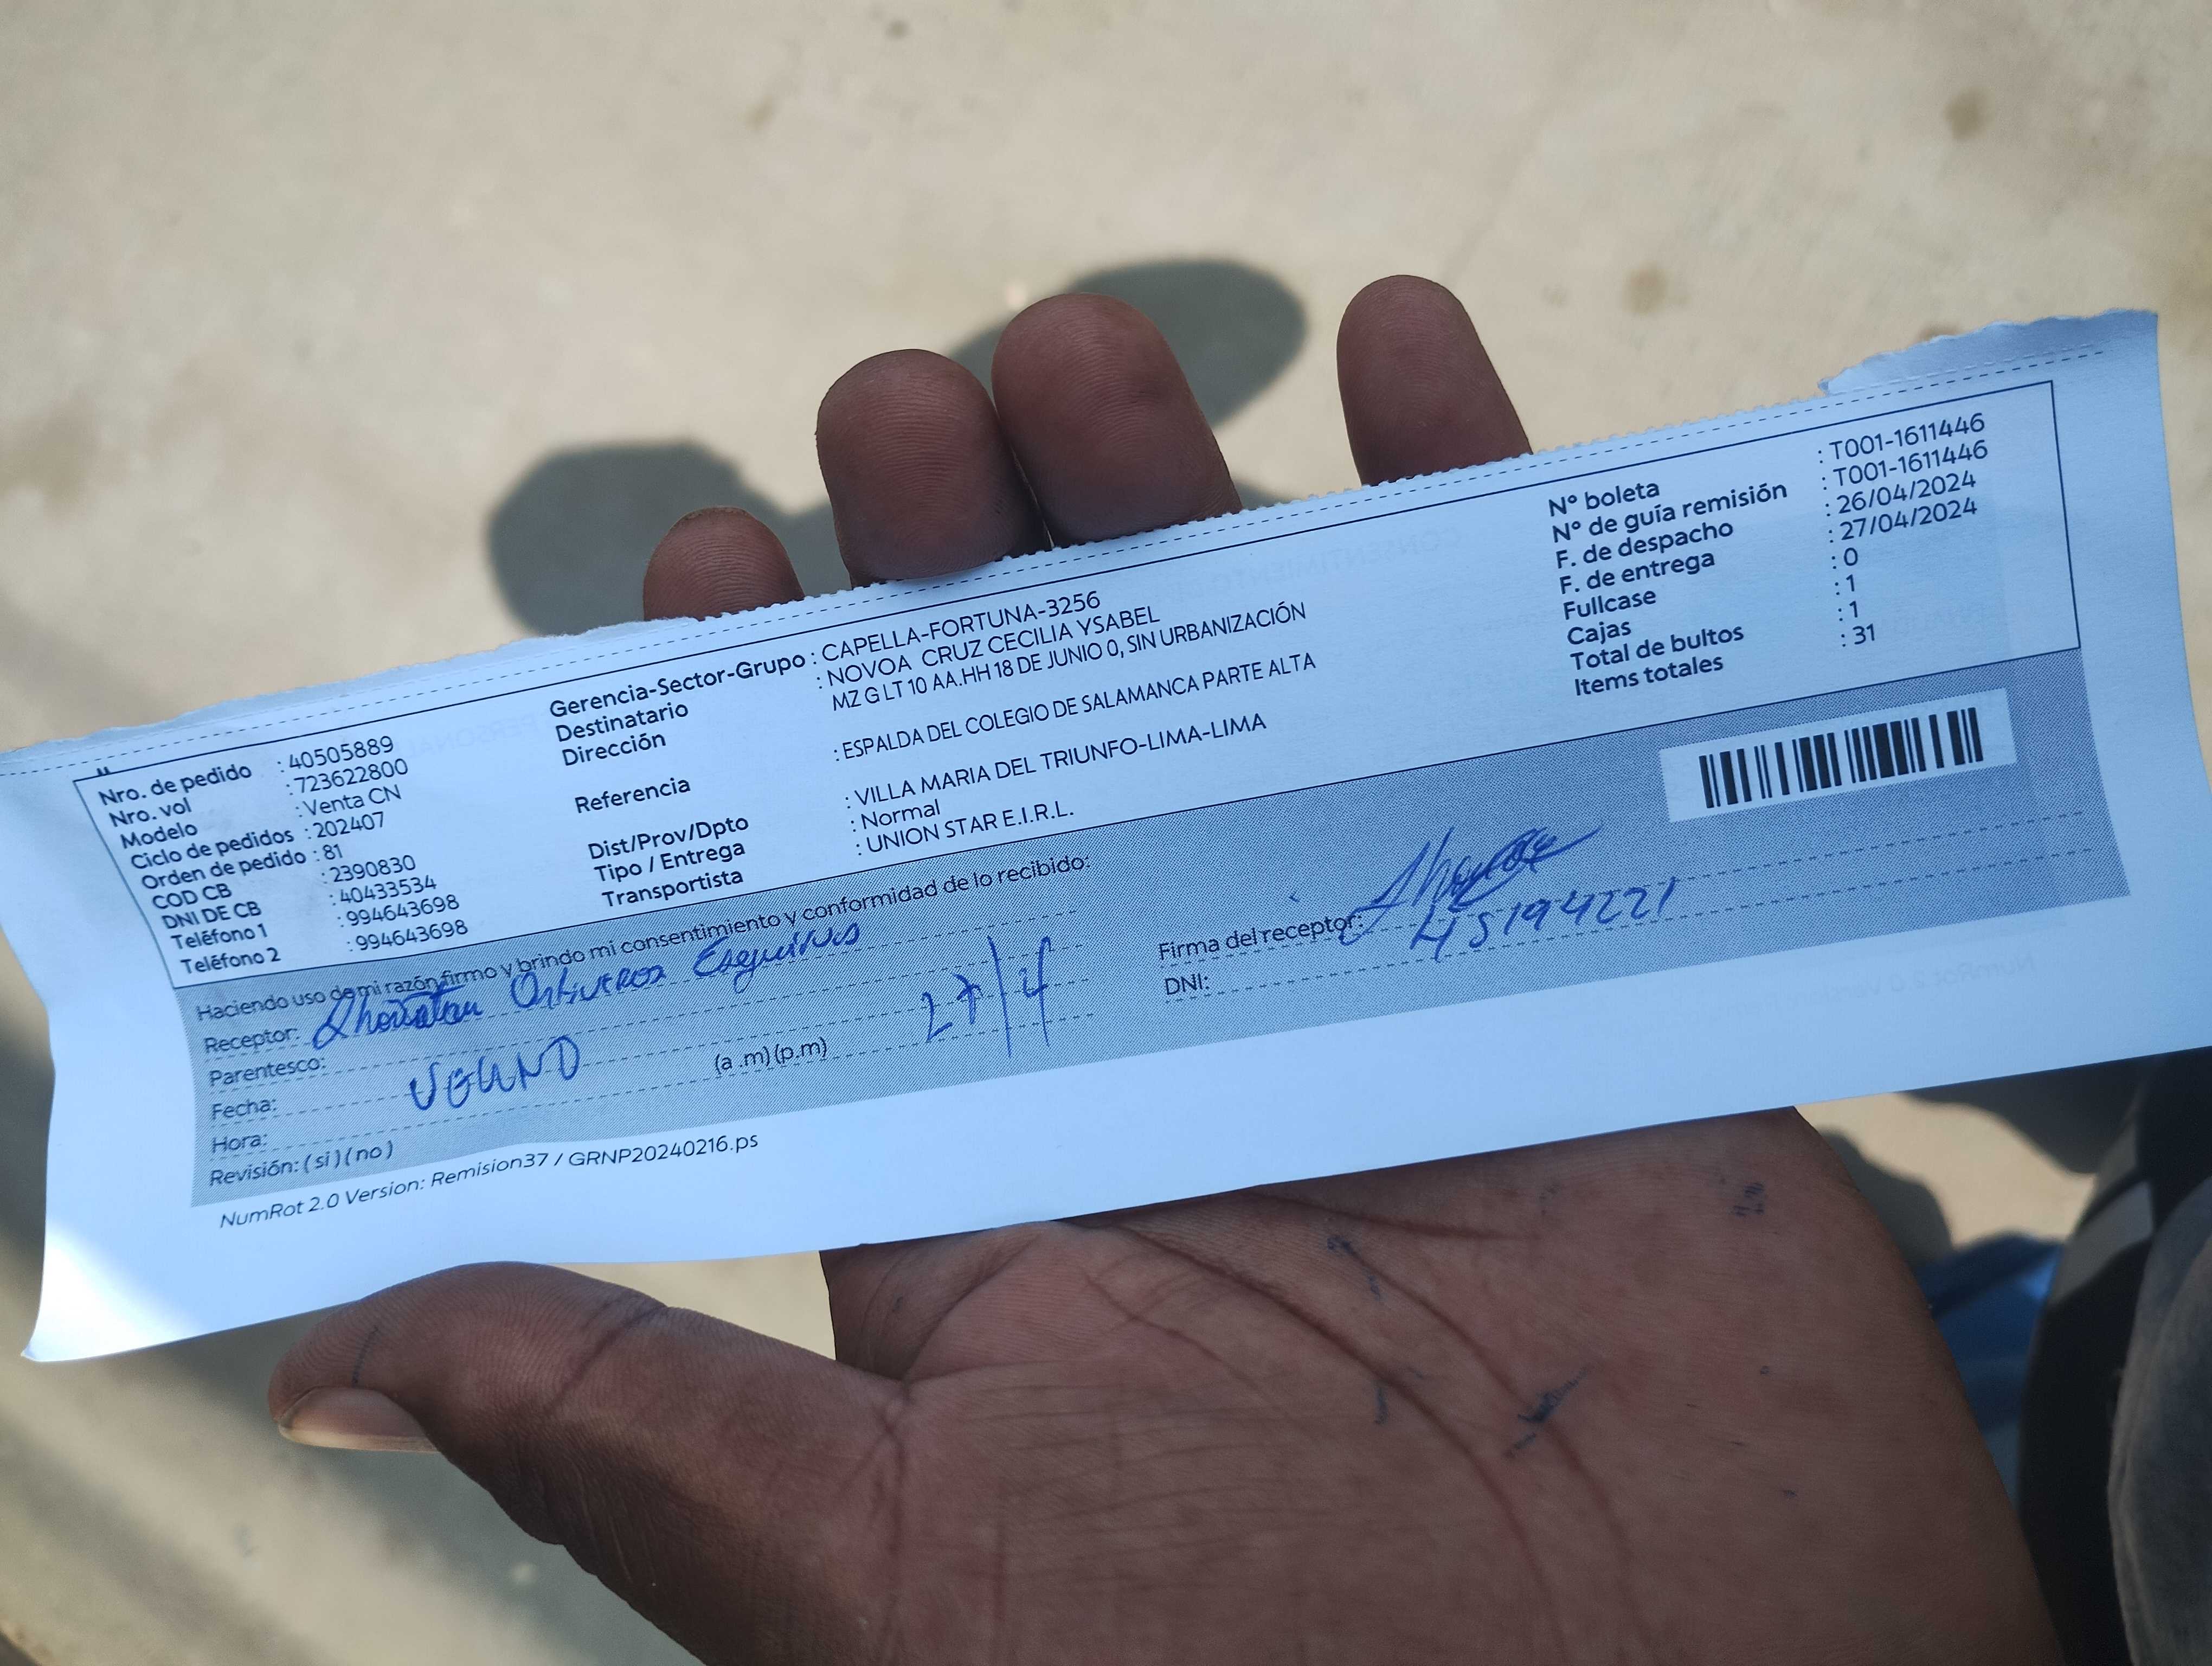 Nro. de pedido : 40505889
Nro. vol : 723622800
Modelo : Venta CN
Ciclo de pedidos : 202407
Orden de pedido : 81
COD CB : 2390830
DNI DE CB : 40433534
Teléfono 1 : 994643698
Teléfono 2 : 994643698
Gerencia-Sector-Grupo : CAPELLA-FORTUNA-3256
Destinatario : NOVOA CRUZ CECILIA YSABEL
Dirección MZ G LT 10 AA.HH 18 DE JUNIO 0, SIN URBANIZACIÓN
Referencia : ESPALDA DEL COLEGIO DE SALAMANCA PARTE ALTA
Dist/Prov/Dpto : VILLA MARIA DEL TRIUNFO-LIMA-LIMA
Tipo / Entrega : Normal
Transportista : UNION STAR E.I.R.L.
N° boleta : T001-1611446
N° de guía remisión : T001-1611446
F. de despacho : 26/04/2024
F. de entrega : 27/04/2024
Fullcase : 0
Cajas : 1
Total de bultos : 1
Items totales : 31
Haciendo uso de mi razón firmo y brindo mi consentimiento y conformidad de lo recibido:
Receptor:
Parentesco:
Fecha: 27/4
Hora: (a .m) (p.m)
Revisión: ( si ) ( no )
Firma del receptor:
DNI: 45194221
NumRot 2.0 Version: Remision37 / GRNP20240216.ps